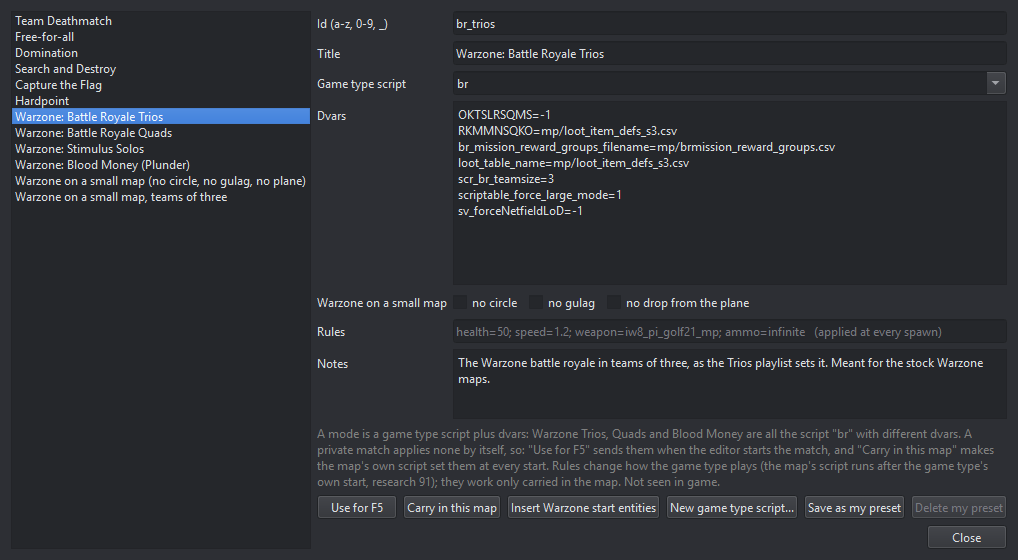 Team Deathmatch
Free-for-all
Domination
Search and Destroy
Capture the Flag
Hardpoint
Warzone: Battle Royale Trios
Warzone: Battle Royale Quads
Warzone: Stimulus Solos
Warzone: Blood Money (Plunder)
Warzone on a small map (no circle, no gulag, no plane)
Warzone on a small map, teams of three
Id (a-z, 0-9, _)
br_trios
Title
Warzone: Battle Royale Trios
Game type script
br
Dvars
OKTSLRSQMS=-1
RKMMNSQKO=mp/loot_item_defs_s3.csv
br_mission_reward_groups_filename=mp/brmission_reward_groups.csv
loot_table_name=mp/loot_item_defs_s3.csv
scr_br_teamsize=3
scriptable_force_large_mode=1
sv_forceNetfieldLoD=-1
Warzone on a small map no circle no gulag no drop from the plane
Rules
health=50; speed=1.2; weapon=iw8_pi_golf21_mp; ammo=infinite (applied at every spawn)
Notes
The Warzone battle royale in teams of three, as the Trios playlist sets it. Meant for the stock Warzone
maps.
A mode is a game type script plus dvars: Warzone Trios, Quads and Blood Money are all the script "br" with different dvars. A
private match applies none by itself, so: "Use for F5" sends them when the editor starts the match, and "Carry in this map" makes
the map's own script set them at every start. Rules change how the game type plays (the map's script runs after the game type's
own start, research 91); they work only carried in the map. Not seen in game.
Use for F5
Carry in this map
Insert Warzone start entities
New game type script...
Save as my preset
Delete my preset
Close